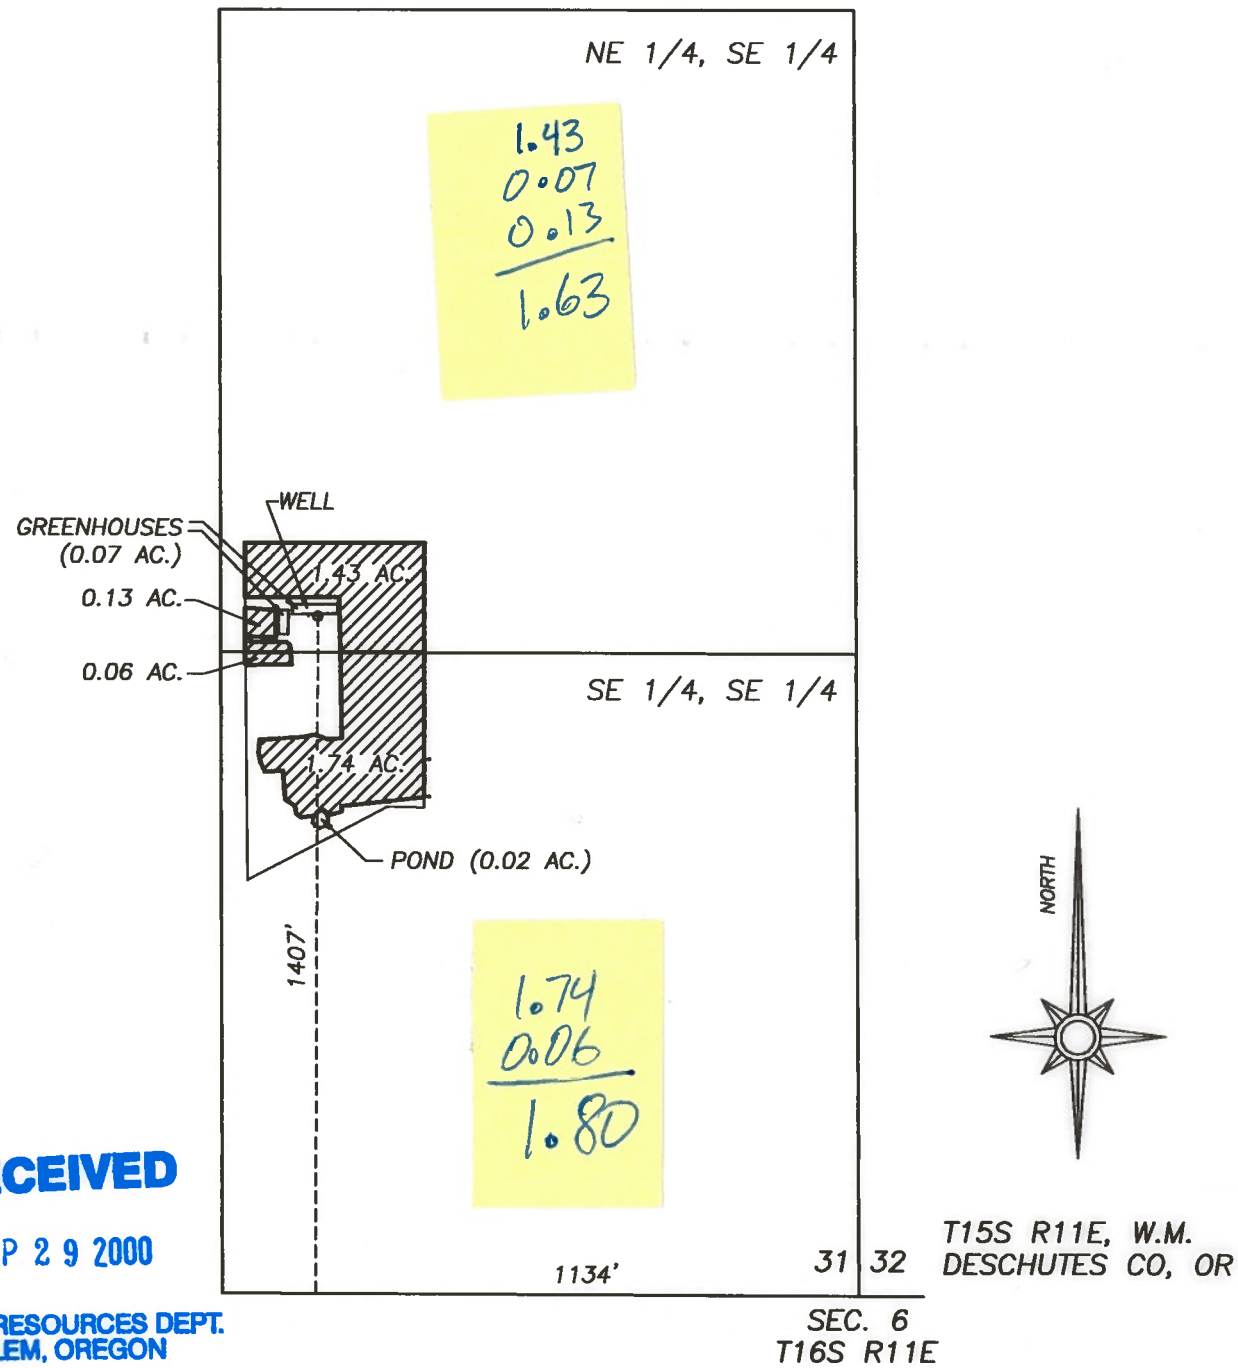 NE 1/4, SE 1/4
1.43
0.07
0.13
1.63
WELL
GREENHOUSES
(0.07 AC.)
1.43 AC.
0.13 AC.
0.06 AC.
SE 1/4, SE 1/4
1.74 AC.
POND (0.02 AC.)
1407'
NORTH
1.74
0.06
1.80
CEIVED
P 29 2000
RESOURCES DEPT.
LEM, OREGON
1134'
31 32
T15S R11E, W.M.
DESCHUTES CO, OR
SEC. 6
T16S R11E